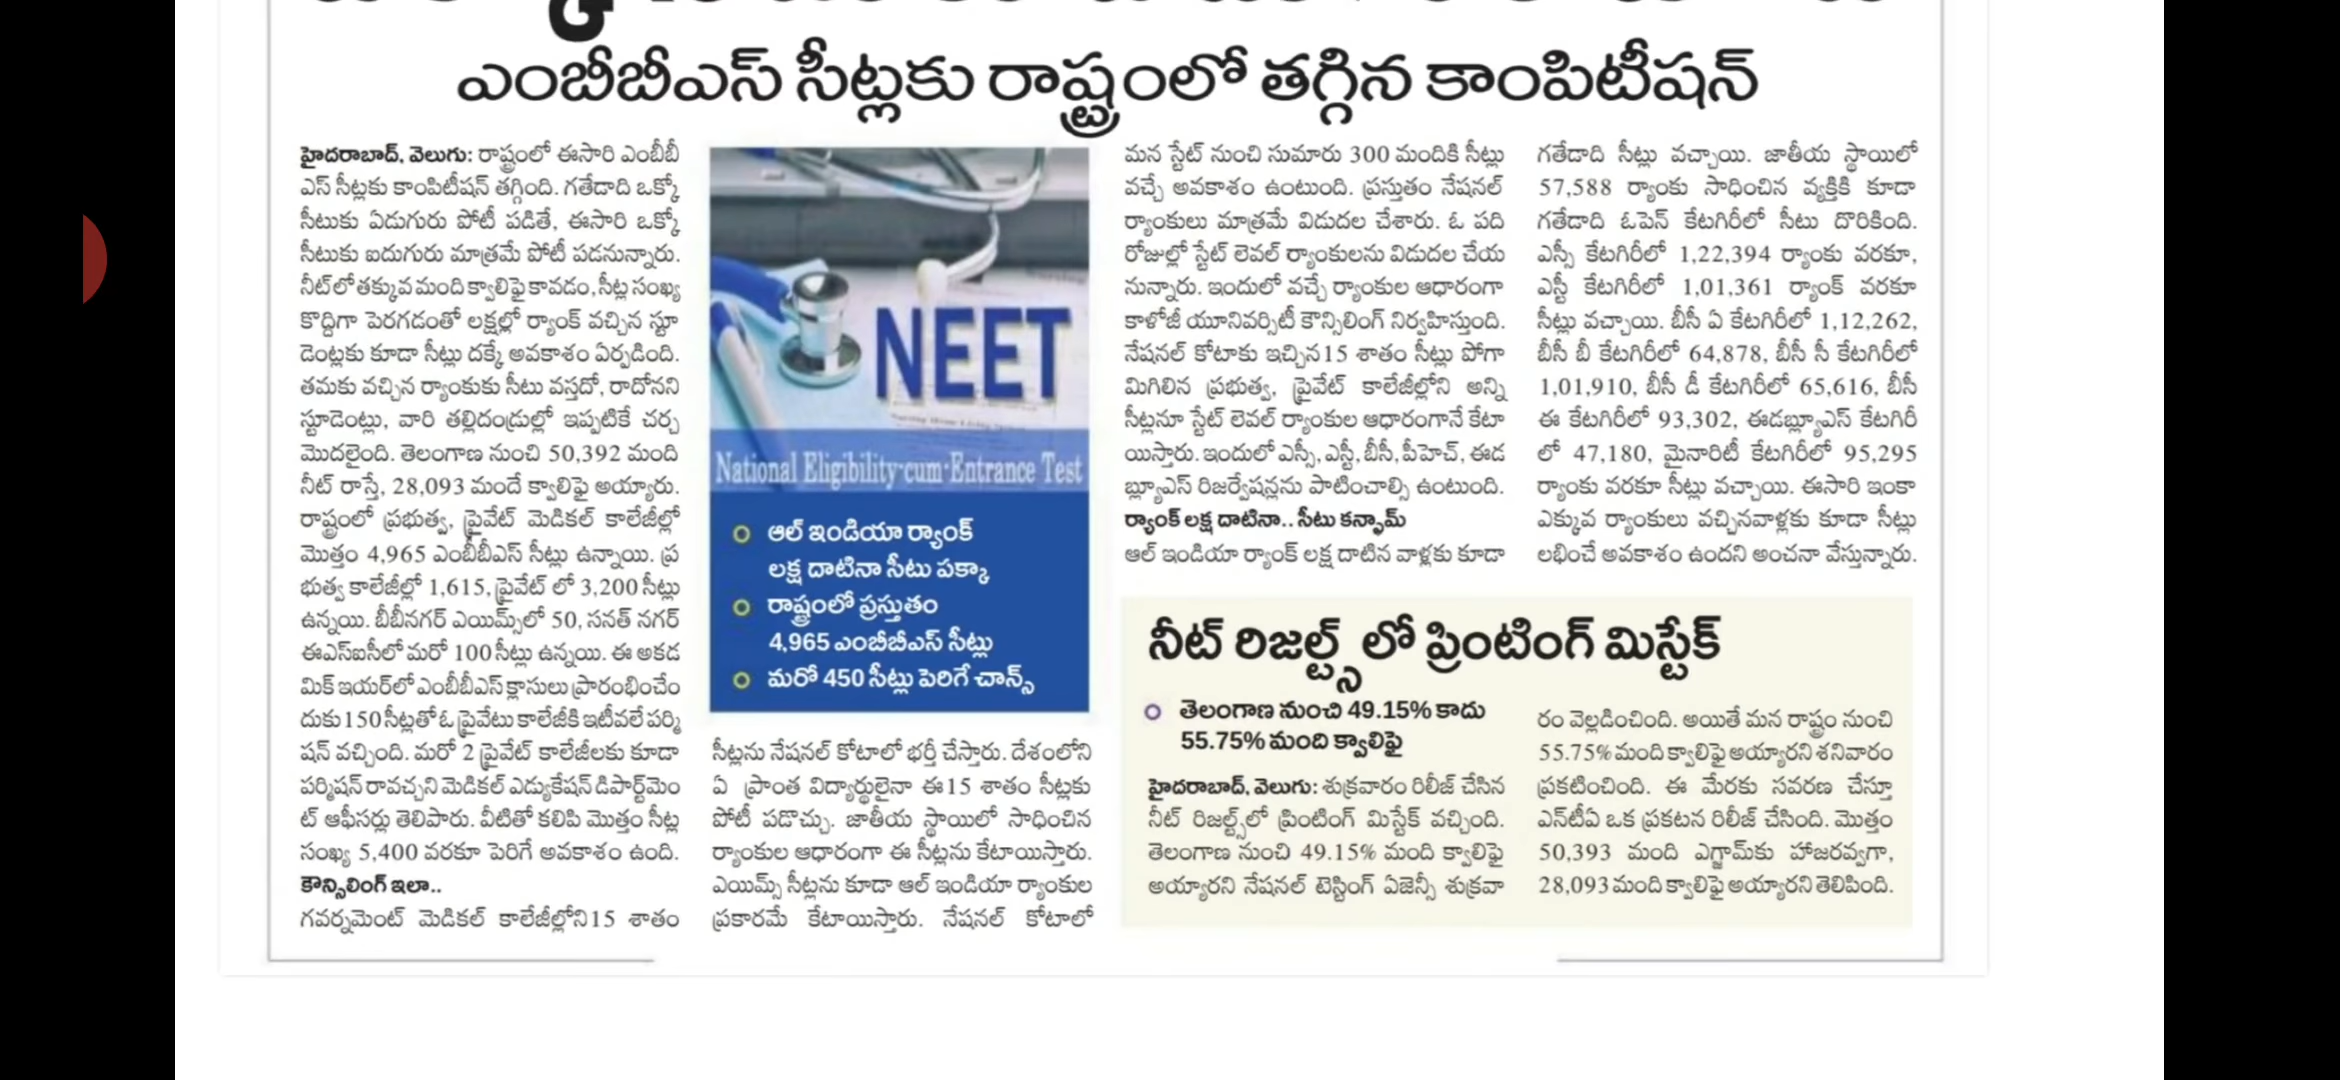 ఎంబీబీఎస్ సీట్లకు రాష్ట్రంలో తగ్గిన కాంపిటీషన్
హైదరాబాద్, వెలుగు: రాష్ట్రంలో ఈసారి ఎంబీబీ
ఎస్ సీట్లకు కాంపిటీషన్ తగ్గింది. గతేడాది ఒక్కో
సీటుకు ఏడుగురు పోటీ పడితే, ఈసారి ఒక్కో
సీటుకు ఐదుగురు మాత్రమే పోటీ పడనున్నారు.
నీట్‌లో తక్కువ మంది క్వాలిఫై కావడం, సీట్ల సంఖ్య
కొద్దిగా పెరగడంతో లక్షల్లో ర్యాంక్ వచ్చిన స్టూ
డెంట్లకు కూడా సీట్లు దక్కే అవకాశం ఏర్పడింది.
తమకు వచ్చిన ర్యాంకుకు సీటు వస్తదో, రాదోనని
స్టూడెంట్లు, వారి తల్లిదండ్రుల్లో ఇప్పటికే చర్చ
మొదలైంది. తెలంగాణ నుంచి 50,392 మంది
నీట్ రాస్తే, 28,093 మందే క్వాలిఫై అయ్యారు.
రాష్ట్రంలో ప్రభుత్వ, ప్రైవేట్ మెడికల్ కాలేజీల్లో
మొత్తం 4,965 ఎంబీబీఎస్ సీట్లు ఉన్నాయి. ప్ర
భుత్వ కాలేజీల్లో 1,615, ప్రైవేట్ లో 3,200 సీట్లు
ఉన్నయి. బీబీనగర్ ఎయిమ్స్‌లో 50, సనత్ నగర్
ఈఎస్ఐసీలో మరో 100 సీట్లు ఉన్నయి. ఈ అకడ
మిక్ ఇయర్‌లో ఎంబీబీఎస్ క్లాసులు ప్రారంభించేం
దుకు 150 సీట్లతో ఓ ప్రైవేటు కాలేజీకి ఇటీవలే పర్మి
షన్ వచ్చింది. మరో 2 ప్రైవేట్ కాలేజీలకు కూడా
పర్మిషన్ రావచ్చని మెడికల్ ఎడ్యుకేషన్ డిపార్ట్‌మెం
ట్ ఆఫీసర్లు తెలిపారు. వీటితో కలిపి మొత్తం సీట్ల
సంఖ్య 5,400 వరకూ పెరిగే అవకాశం ఉంది.
కౌన్సిలింగ్ ఇలా..
గవర్నమెంట్ మెడికల్ కాలేజీల్లోని 15 శాతం
NEET
National Eligibility-cum-Entrance Test
ఆల్ ఇండియా ర్యాంక్
లక్ష దాటినా సీటు పక్కా
రాష్ట్రంలో ప్రస్తుతం
4,965 ఎంబీబీఎస్ సీట్లు
మరో 450 సీట్లు పెరిగే చాన్స్
సీట్లను నేషనల్ కోటాలో భర్తీ చేస్తారు. దేశంలోని
ఏ ప్రాంత విద్యార్థులైనా ఈ 15 శాతం సీట్లకు
పోటీ పడొచ్చు. జాతీయ స్థాయిలో సాధించిన
ర్యాంకుల ఆధారంగా ఈ సీట్లను కేటాయిస్తారు.
ఎయిమ్స్ సీట్లను కూడా ఆల్ ఇండియా ర్యాంకుల
ప్రకారమే కేటాయిస్తారు. నేషనల్ కోటాలో
మన స్టేట్ నుంచి సుమారు 300 మందికి సీట్లు
వచ్చే అవకాశం ఉంటుంది. ప్రస్తుతం నేషనల్
ర్యాంకులు మాత్రమే విడుదల చేశారు. ఓ పది
రోజుల్లో స్టేట్ లెవల్ ర్యాంకులను విడుదల చేయ
నున్నారు. ఇందులో వచ్చే ర్యాంకుల ఆధారంగా
కాళోజీ యూనివర్సిటీ కౌన్సిలింగ్ నిర్వహిస్తుంది.
నేషనల్ కోటాకు ఇచ్చిన 15 శాతం సీట్లు పోగా
మిగిలిన ప్రభుత్వ, ప్రైవేట్ కాలేజీల్లోని అన్ని
సీట్లనూ స్టేట్ లెవల్ ర్యాంకుల ఆధారంగానే కేటా
యిస్తారు. ఇందులో ఎస్సీ, ఎస్టీ, బీసీ, పీహెచ్, ఈడ
బ్ల్యూఎస్ రిజర్వేషన్లను పాటించాల్సి ఉంటుంది.
ర్యాంక్ లక్ష దాటినా.. సీటు కన్ఫామ్
ఆల్ ఇండియా ర్యాంక్ లక్ష దాటిన వాళ్లకు కూడా
గతేడాది సీట్లు వచ్చాయి. జాతీయ స్థాయిలో
57,588 ర్యాంకు సాధించిన వ్యక్తికి కూడా
గతేడాది ఓపెన్ కేటగిరీలో సీటు దొరికింది.
ఎస్సీ కేటగిరీలో 1,22,394 ర్యాంకు వరకూ,
ఎస్టీ కేటగిరీలో 1,01,361 ర్యాంక్ వరకూ
సీట్లు వచ్చాయి. బీసీ ఏ కేటగిరీలో 1,12,262,
బీసీ బీ కేటగిరీలో 64,878, బీసీ సీ కేటగిరీలో
1,01,910, బీసీ డీ కేటగిరీలో 65,616, బీసీ
ఈ కేటగిరీలో 93,302, ఈడబ్ల్యూఎస్ కేటగిరీ
లో 47,180, మైనారిటీ కేటగిరీలో 95,295
ర్యాంకు వరకూ సీట్లు వచ్చాయి. ఈసారి ఇంకా
ఎక్కువ ర్యాంకులు వచ్చినవాళ్లకు కూడా సీట్లు
లభించే అవకాశం ఉందని అంచనా వేస్తున్నారు.
నీట్ రిజల్ట్స్ లో ప్రింటింగ్ మిస్టేక్
తెలంగాణ నుంచి 49.15% కాదు
55.75% మంది క్వాలిఫై
హైదరాబాద్, వెలుగు: శుక్రవారం రిలీజ్ చేసిన
నీట్ రిజల్ట్స్‌లో ప్రింటింగ్ మిస్టేక్ వచ్చింది.
తెలంగాణ నుంచి 49.15% మంది క్వాలిఫై
అయ్యారని నేషనల్ టెస్టింగ్ ఏజెన్సీ శుక్రవా
రం వెల్లడించింది. అయితే మన రాష్ట్రం నుంచి
55.75% మంది క్వాలిఫై అయ్యారని శనివారం
ప్రకటించింది. ఈ మేరకు సవరణ చేస్తూ
ఎన్‌టీఏ ఒక ప్రకటన రిలీజ్ చేసింది. మొత్తం
50,393 మంది ఎగ్జామ్‌కు హాజరవ్వగా,
28,093 మంది క్వాలిఫై అయ్యారని తెలిపింది.